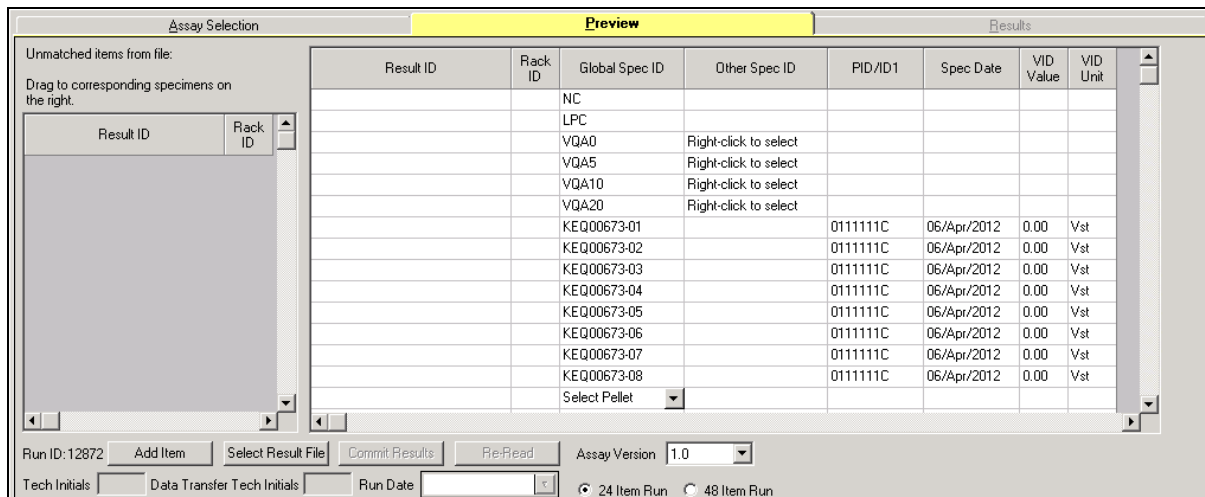 Assay Selection Preview Results
Unmatched items from file:
Drag to corresponding specimens on
the right.
Result ID Rack ID
Result ID Rack ID Global Spec ID Other Spec ID PID/ID1 Spec Date VID Value VID Unit
NC
LPC
VQA0 Right-click to select
VQA5 Right-click to select
VQA10 Right-click to select
VQA20 Right-click to select
KEQ00673-01 0111111C 06/Apr/2012 0.00 Vst
KEQ00673-02 0111111C 06/Apr/2012 0.00 Vst
KEQ00673-03 0111111C 06/Apr/2012 0.00 Vst
KEQ00673-04 0111111C 06/Apr/2012 0.00 Vst
KEQ00673-05 0111111C 06/Apr/2012 0.00 Vst
KEQ00673-06 0111111C 06/Apr/2012 0.00 Vst
KEQ00673-07 0111111C 06/Apr/2012 0.00 Vst
KEQ00673-08 0111111C 06/Apr/2012 0.00 Vst
Select Pellet
Run ID: 12872 Add Item Select Result File Commit Results Re-Read Assay Version 1.0
Tech Initials Data Transfer Tech Initials Run Date 24 Item Run 48 Item Run